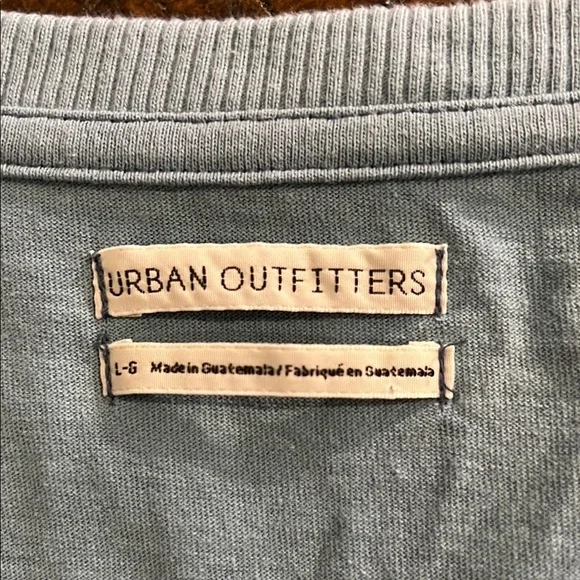 URBAN OUTFITTERS
L-G Made in Guatemala / Fabriqué en Guatemala